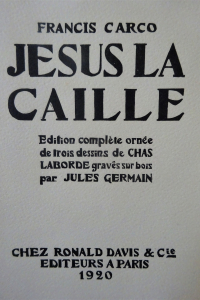 FRANCIS CARCO
JESUS LA
CAILLE
Edition complète ornée
de trois dessins de CHAS
LABORDE gravés sur bois
par JULES GERMAIN
CHEZ RONALD DAVIS & Cie
EDITEURS A PARIS
1920